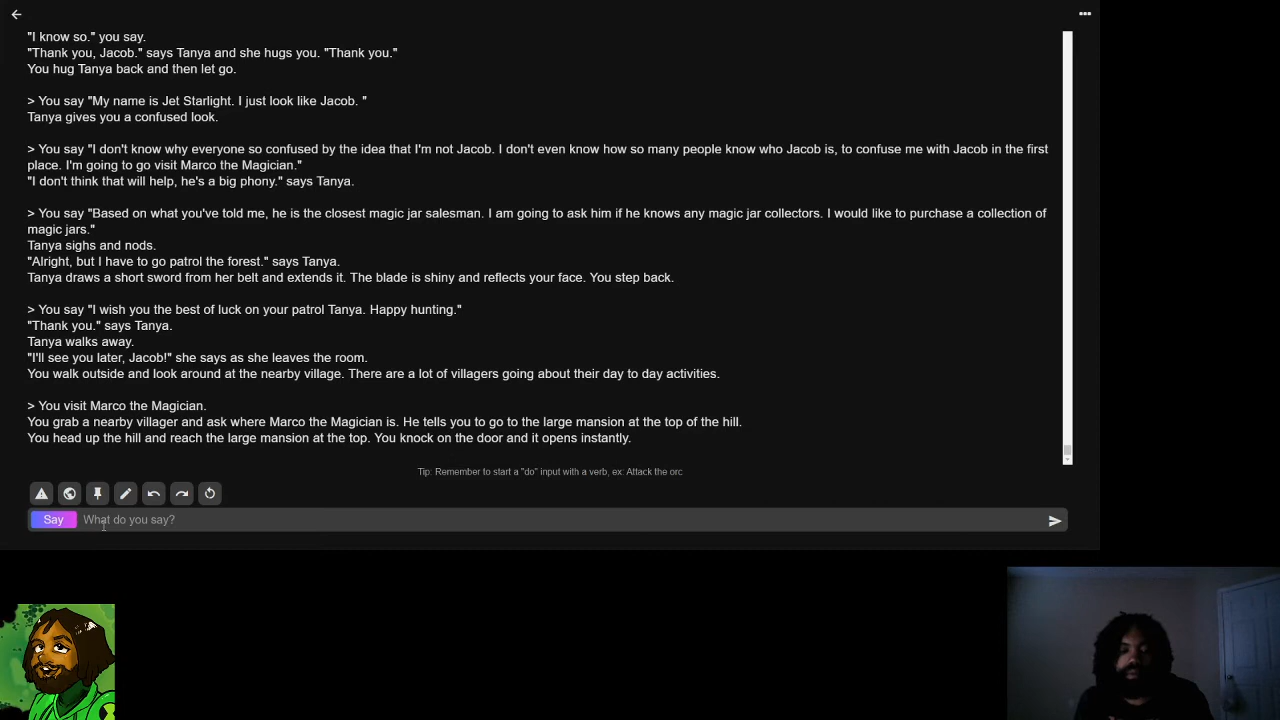 "I know so." you say.
"Thank you, Jacob." says Tanya and she hugs you. "Thank you."
You hug Tanya back and then let go.
> You say "My name is Jet Starlight. I just look like Jacob. "
Tanya gives you a confused look.
> You say "I don't know why everyone so confused by the idea that I'm not Jacob. I don't even know how so many people know who Jacob is, to confuse me with Jacob in the first
place. I'm going to go visit Marco the Magician."
"I don't think that will help, he's a big phony." says Tanya.
> You say "Based on what you've told me, he is the closest magic jar salesman. I am going to ask him if he knows any magic jar collectors. I would like to purchase a collection of
magic jars."
Tanya sighs and nods.
"Alright, but I have to go patrol the forest." says Tanya.
Tanya draws a short sword from her belt and extends it. The blade is shiny and reflects your face. You step back.
> You say "I wish you the best of luck on your patrol Tanya. Happy hunting."
"Thank you." says Tanya.
Tanya walks away.
"I'll see you later, Jacob!" she says as she leaves the room.
You walk outside and look around at the nearby village. There are a lot of villagers going about their day to day activities.
> You visit Marco the Magician.
You grab a nearby villager and ask where Marco the Magician is. He tells you to go to the large mansion at the top of the hill.
You head up the hill and reach the large mansion at the top. You knock on the door and it opens instantly.
Tip: Remember to start a "do" input with a verb, ex: Attack the orc
Say What do you say?